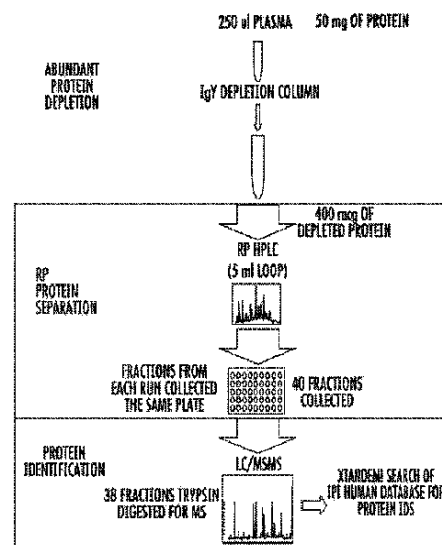 250 ul PLASMA 50 mg OF PROTEIN
ABUNDANT
PROTEIN
DEPLETION
IgY DEPLETION COLUMN
400 mcg OF
DEPLETED PROTEIN
RP HPLC
(5 ml LOOP)
RP
PROTEIN
SEPARATION
FRACTIONS FROM
EACH RUN COLLECTED
THE SAME PLATE
40 FRACTIONS
COLLECTED
PROTEIN
IDENTIFICATION
LC/MSMS
38 FRACTIONS TRYPSIN
DIGESTED FOR MS
X!TANDEM SEARCH OF
IPI HUMAN DATABASE FOR
PROTEIN IDS